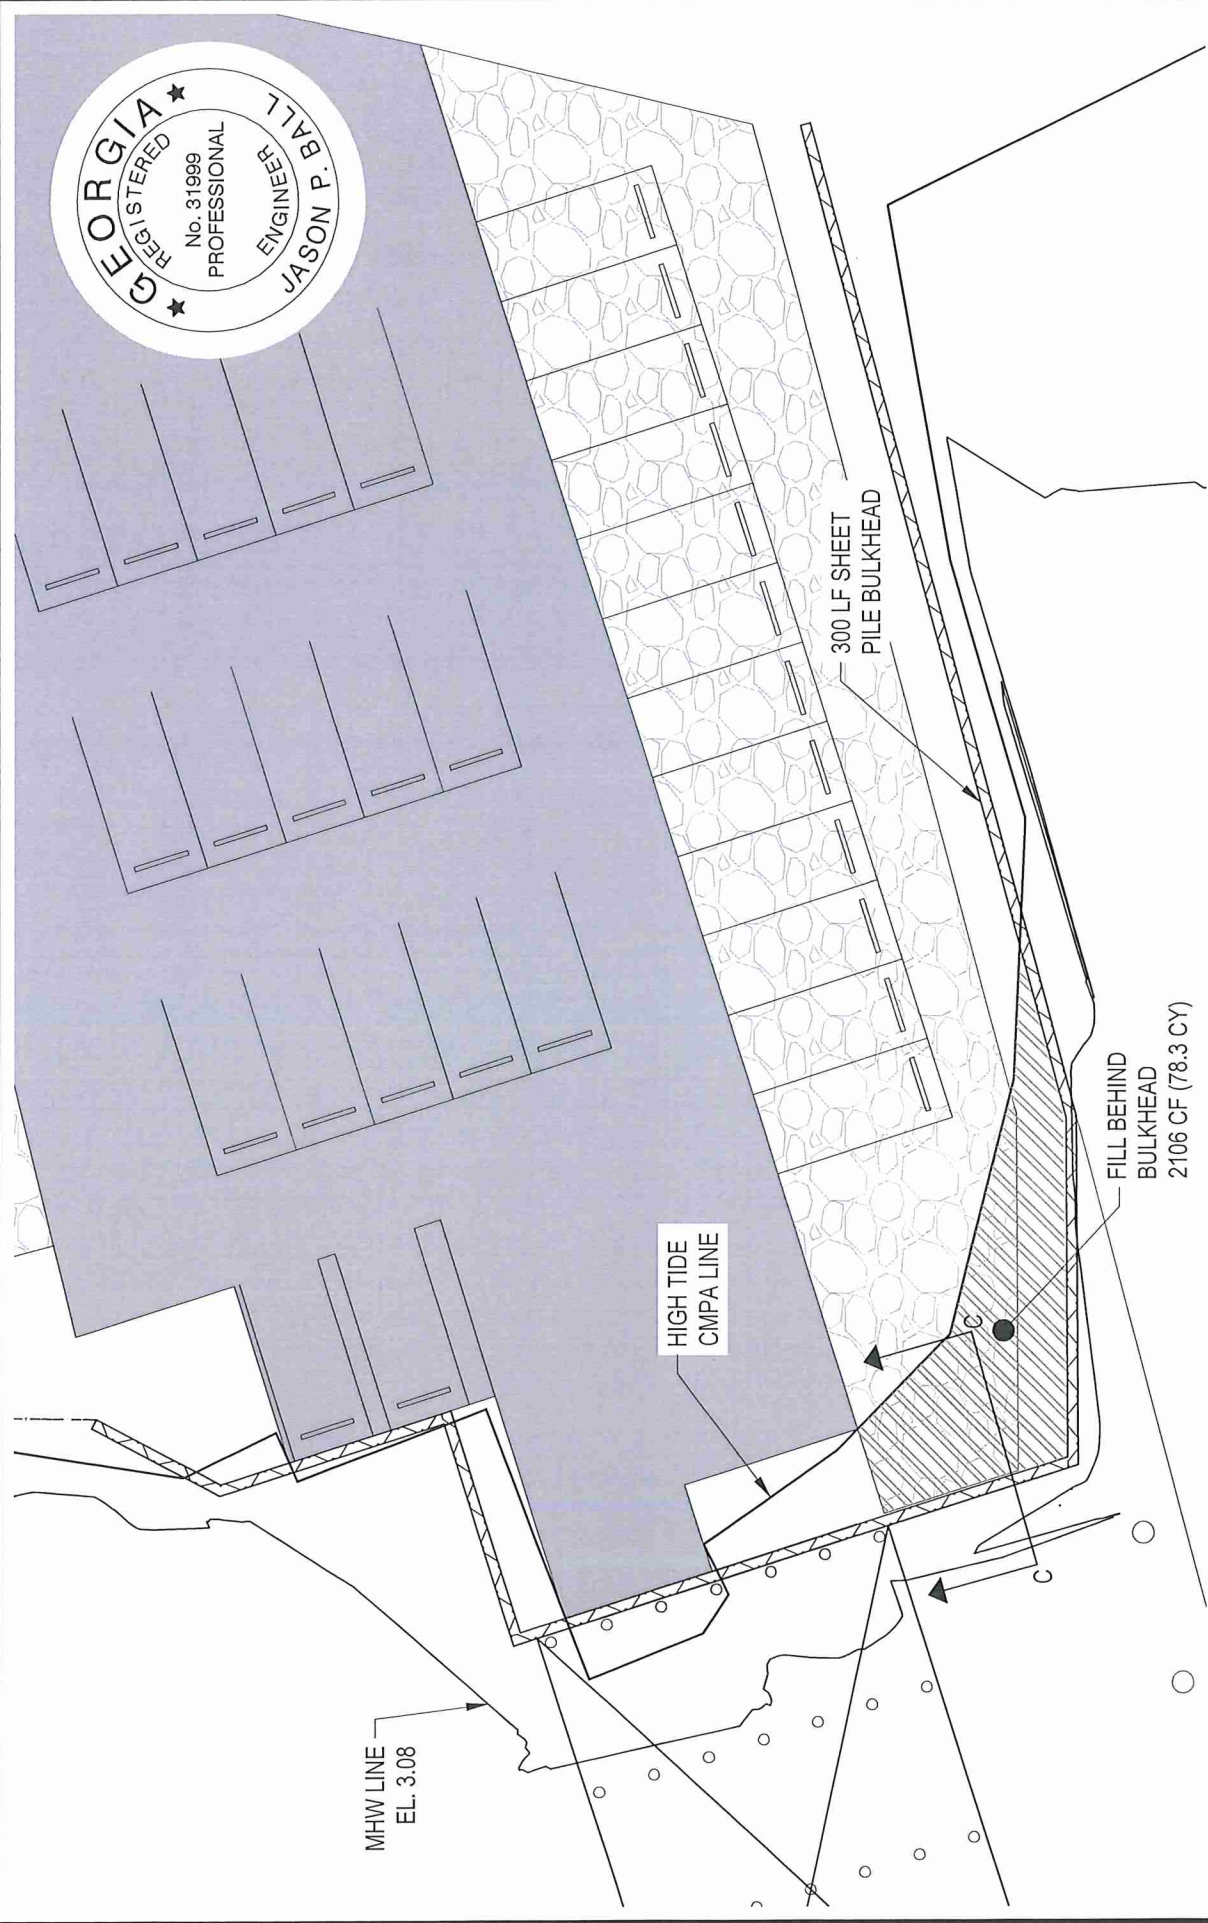 ★ GEORGIA ★
REGISTERED
No. 31999
PROFESSIONAL
ENGINEER
JASON P. BALL
300 LF SHEET
PILE BULKHEAD
HIGH TIDE
CMPA LINE
MHW LINE
EL. 3.08
FILL BEHIND
BULKHEAD
2106 CF (78.3 CY)
C
C